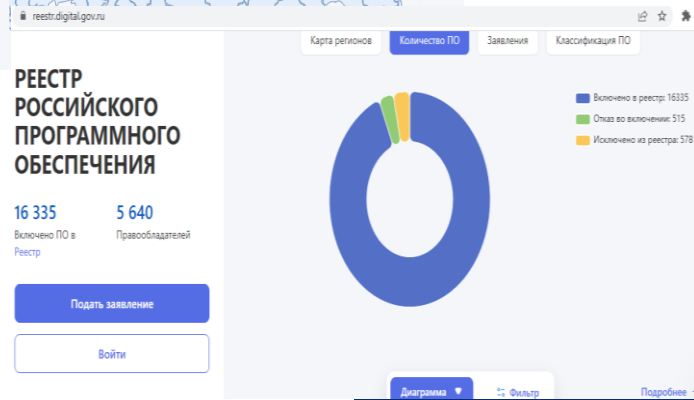 reestr.digital.gov.ru
Карта регионов
Количество ПО
Заявления
Классификация ПО
РЕЕСТР
РОССИЙСКОГО
ПРОГРАММНОГО
ОБЕСПЕЧЕНИЯ
16 335
5 640
Включено ПО в
Реестр
Правообладателей
Подать заявление
Войти
Включено в реестр: 16335
Отказ во включении: 515
Исключено из реестра: 578
Диаграмма
Фильтр
Подробнее